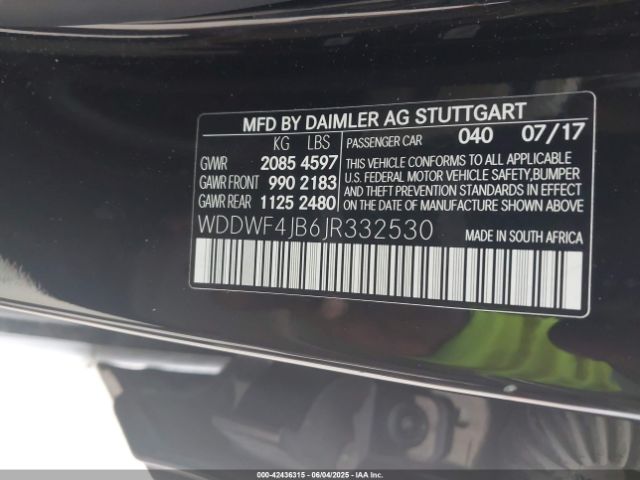 MFD BY DAIMLER AG STUTTGART
KG LBS PASSENGER CAR 040 07/17
GVWR 2085 4597
GAWR FRONT 990 2183
GAWR REAR 1125 2480
THIS VEHICLE CONFORMS TO ALL APPLICABLE
U.S. FEDERAL MOTOR VEHICLE SAFETY,BUMPER
AND THEFT PREVENTION STANDARDS IN EFFECT
ON THE DATE OF MANUFACTURE SHOWN ABOVE
WDDWF4JB6JR332530 MADE IN SOUTH AFRICA
000-42436315 - 06/04/2025 - IAA Inc.